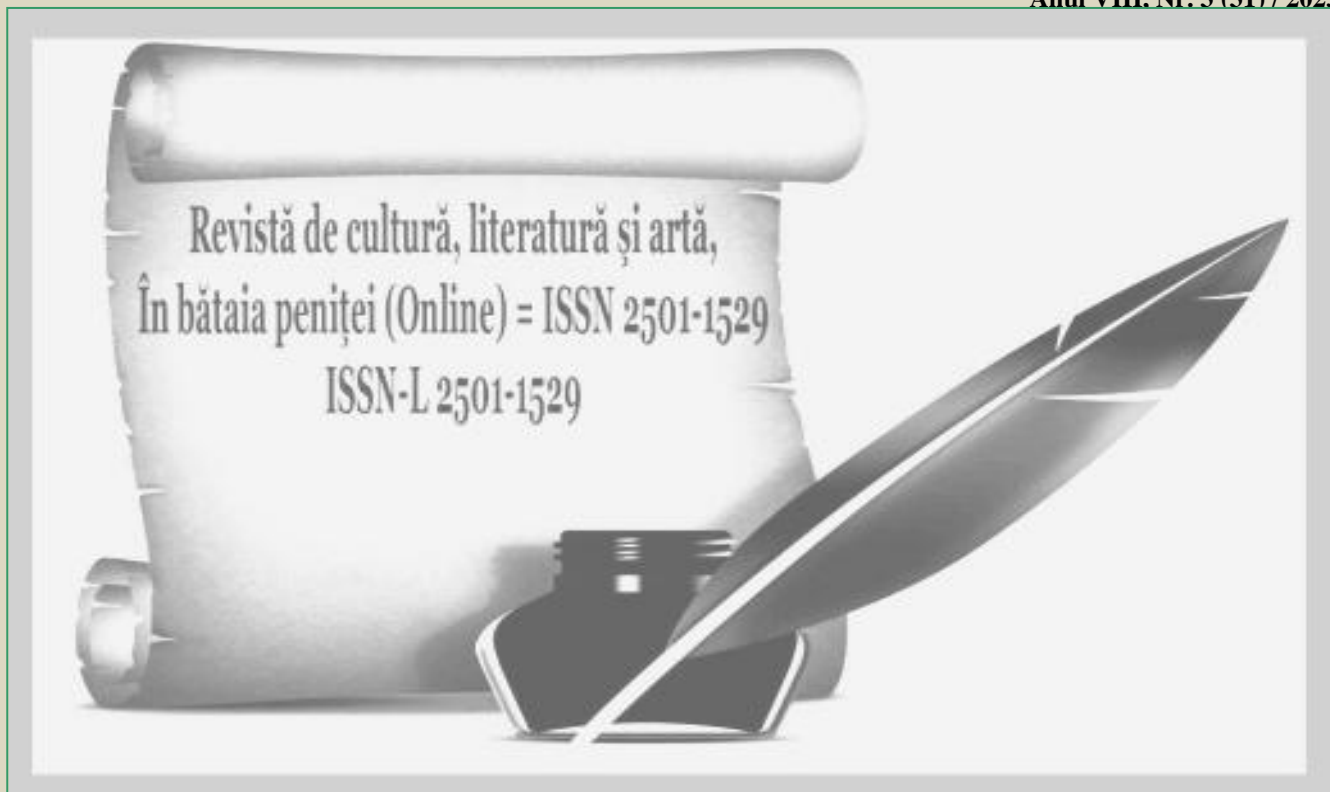 Revistă de cultură, literatură și artă,
În bătaia peniței (Online) = ISSN 2501-1529
ISSN-L 2501-1529